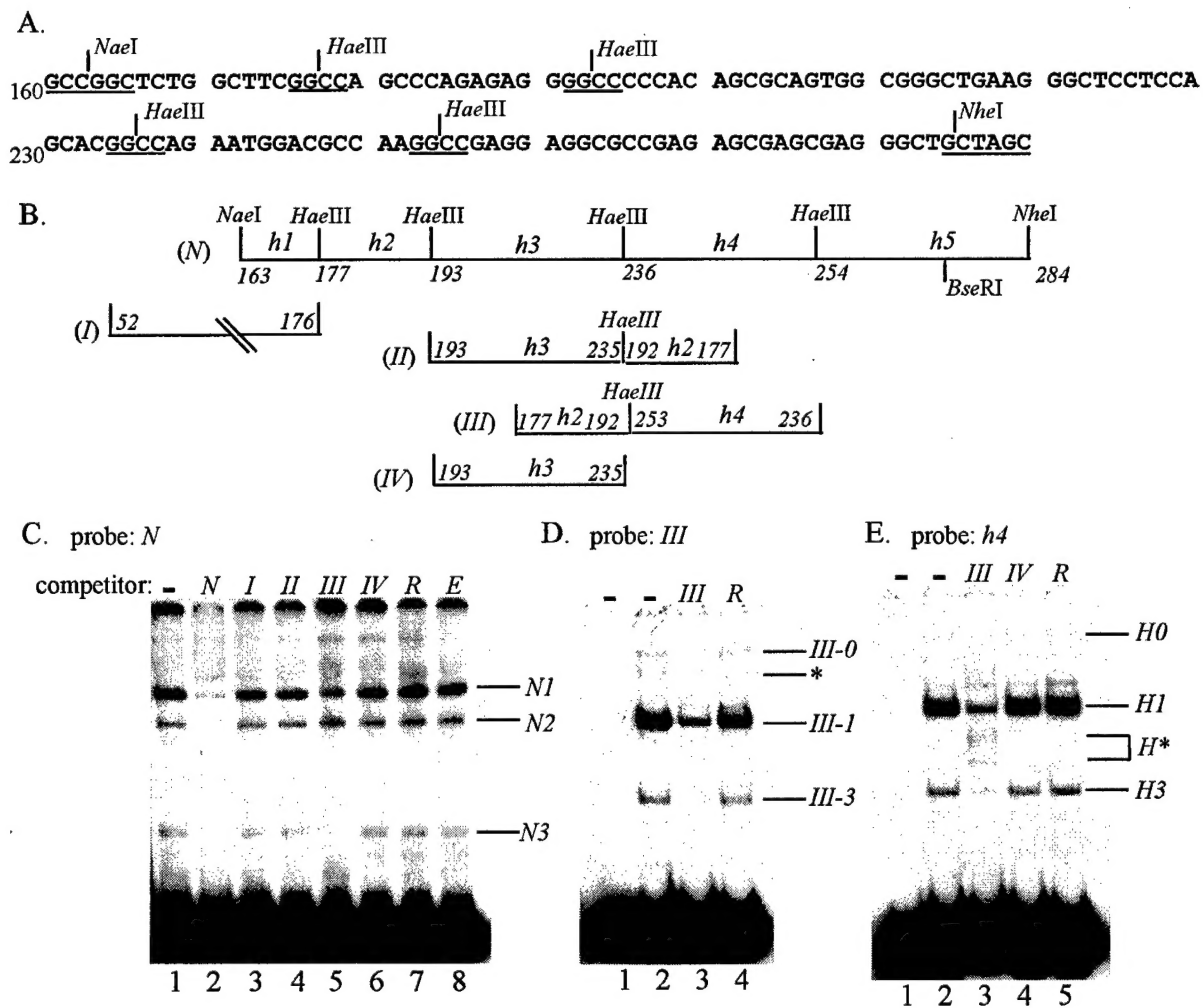 A.
NaeI HaeIII HaeIII
160 GCCGGCTCTG GCTTCGGCCA GCCCAGAGAG GGGCCCCCAC AGCGCAGTGG CGGGCTGAAG GGCTCCTCCA
HaeIII HaeIII NheI
230 GCACGGCCAG AATGGACGCC AAGGCCGAGG AGGCGCCGAG AGCGAGCGAG GGCTGCTAGC
B.
NaeI HaeIII HaeIII HaeIII HaeIII NheI
(N) h1 h2 h3 h4 h5
163 177 193 236 254 BseRI 284
(I) 52 176
HaeIII
(II) 193 h3 235 192 h2 177
HaeIII
(III) 177 h2 192 253 h4 236
(IV) 193 h3 235
C. probe: N
competitor: - N I II III IV R E
N1
N2
N3
1 2 3 4 5 6 7 8
D. probe: III
- - III R
III-0
*
III-1
III-3
1 2 3 4
E. probe: h4
- - III IV R
H0
H1
H*
H3
1 2 3 4 5